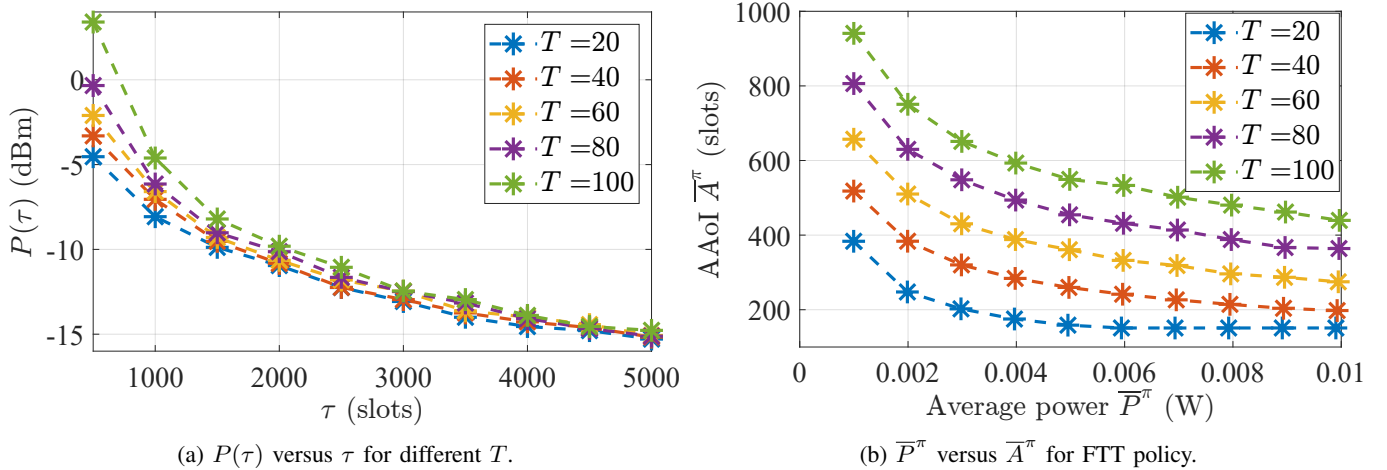 0
-5
-10
-15
1000
2000
3000
4000
5000
P(τ) (dBm)
τ (slots)
T =20
T =40
T =60
T =80
T =100
(a) P(τ) versus τ for different T.
1000
800
600
400
200
0
0.002
0.004
0.006
0.008
0.01
AAoI A̅^π (slots)
Average power P̅^π (W)
T =20
T =40
T =60
T =80
T =100
(b) P̅^π versus A̅^π for FTT policy.